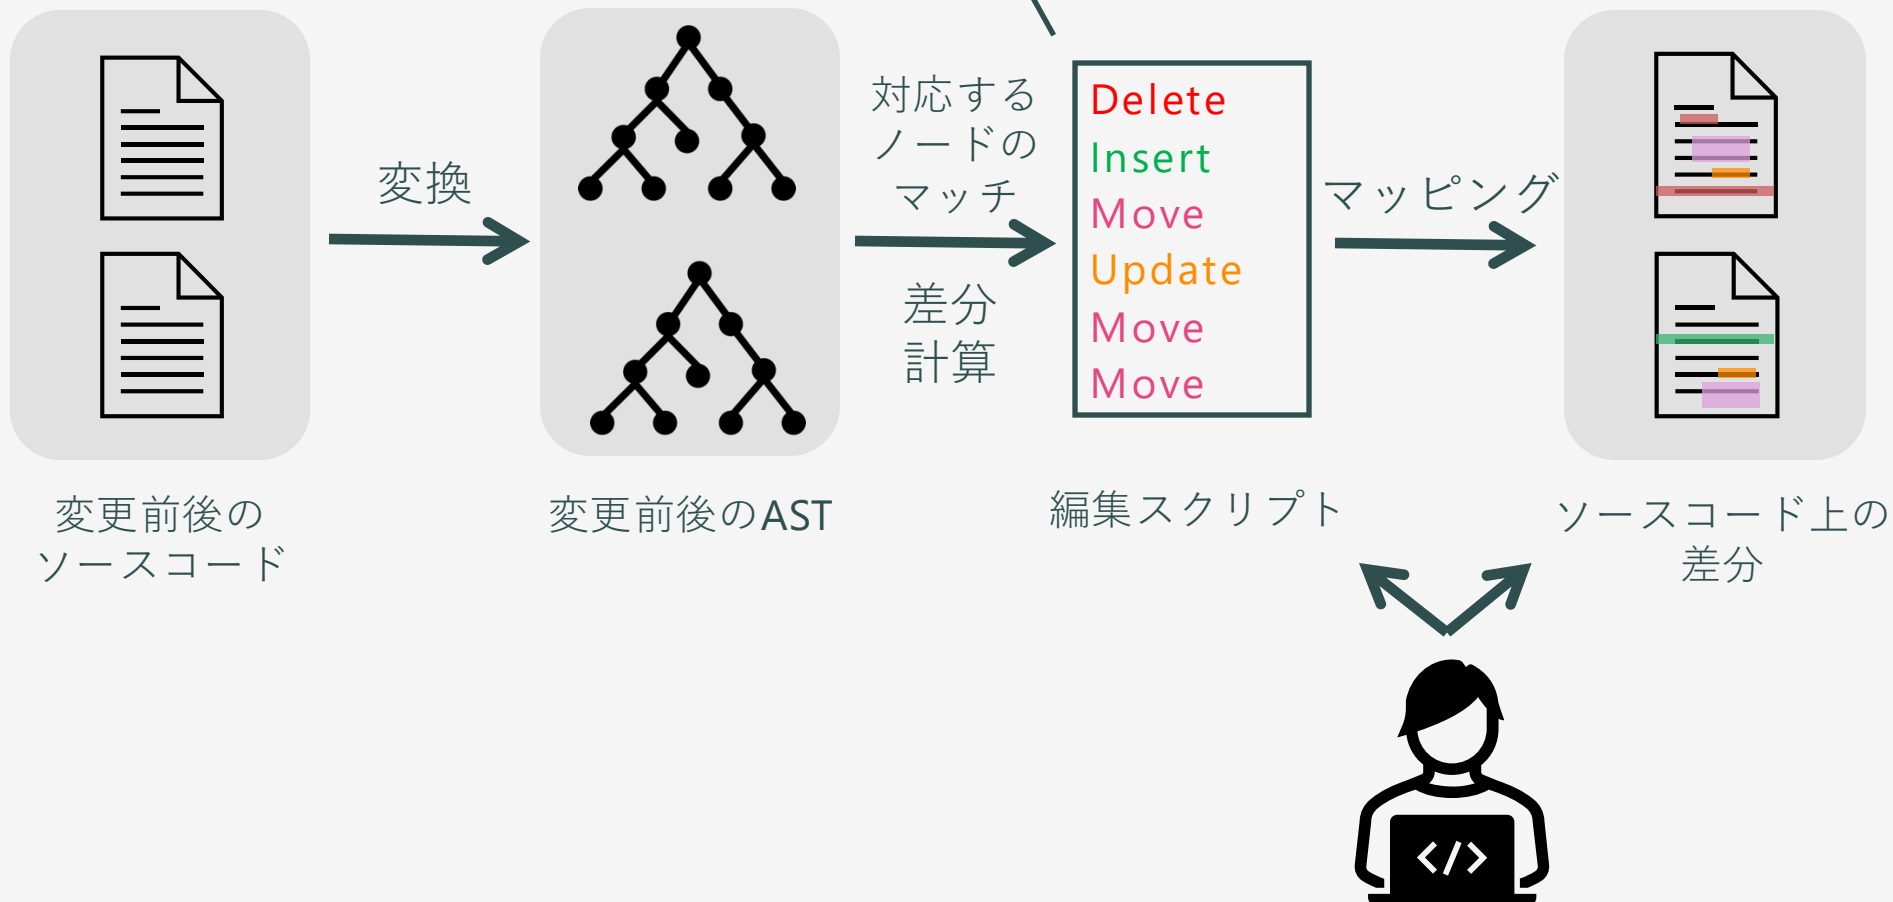 変換
対応する
ノードの
マッチ
差分
計算
Delete
Insert
Move
Update
Move
Move
マッピング
変更前後の
ソースコード
変更前後のAST
編集スクリプト
ソースコード上の
差分
</>